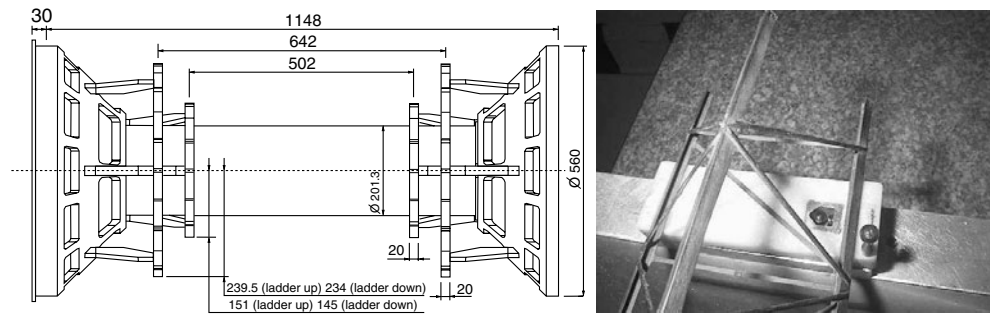 30
1148
642
502
Ø 201.3
Ø 560
20
20
239.5 (ladder up) 234 (ladder down)
151 (ladder up) 145 (ladder down)